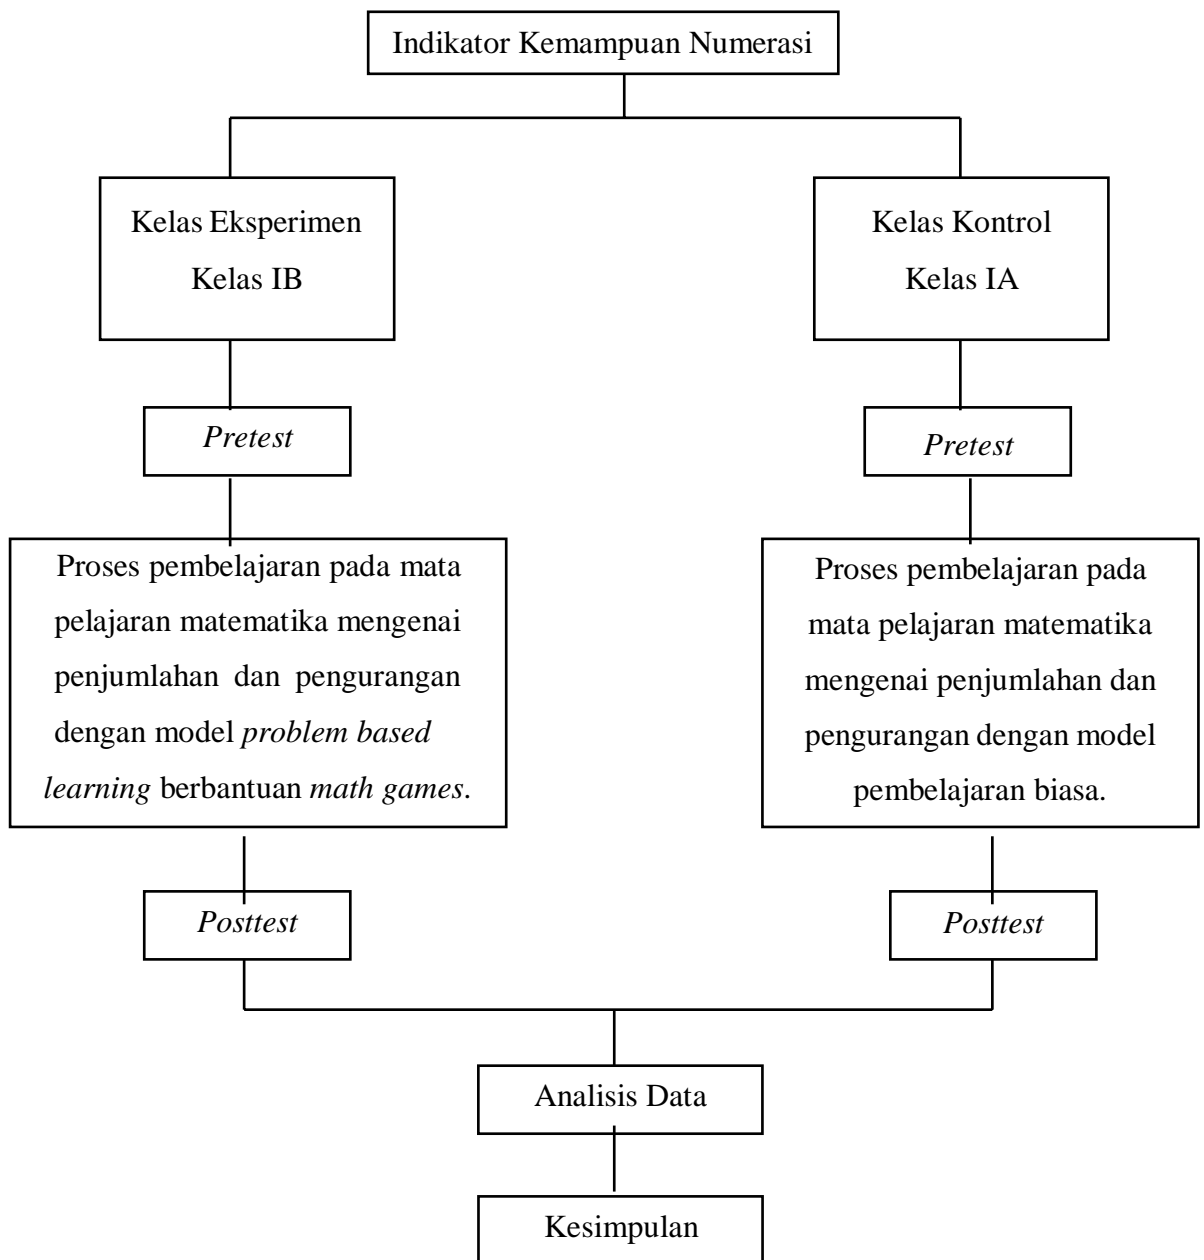 Indikator Kemampuan Numerasi
Kelas Eksperimen
Kelas IB
Kelas Kontrol
Kelas IA
Pretest
Pretest
Proses pembelajaran pada mata
pelajaran matematika mengenai
penjumlahan dan pengurangan
dengan model problem based
learning berbantuan math games.
Proses pembelajaran pada
mata pelajaran matematika
mengenai penjumlahan dan
pengurangan dengan model
pembelajaran biasa.
Posttest
Posttest
Analisis Data
Kesimpulan